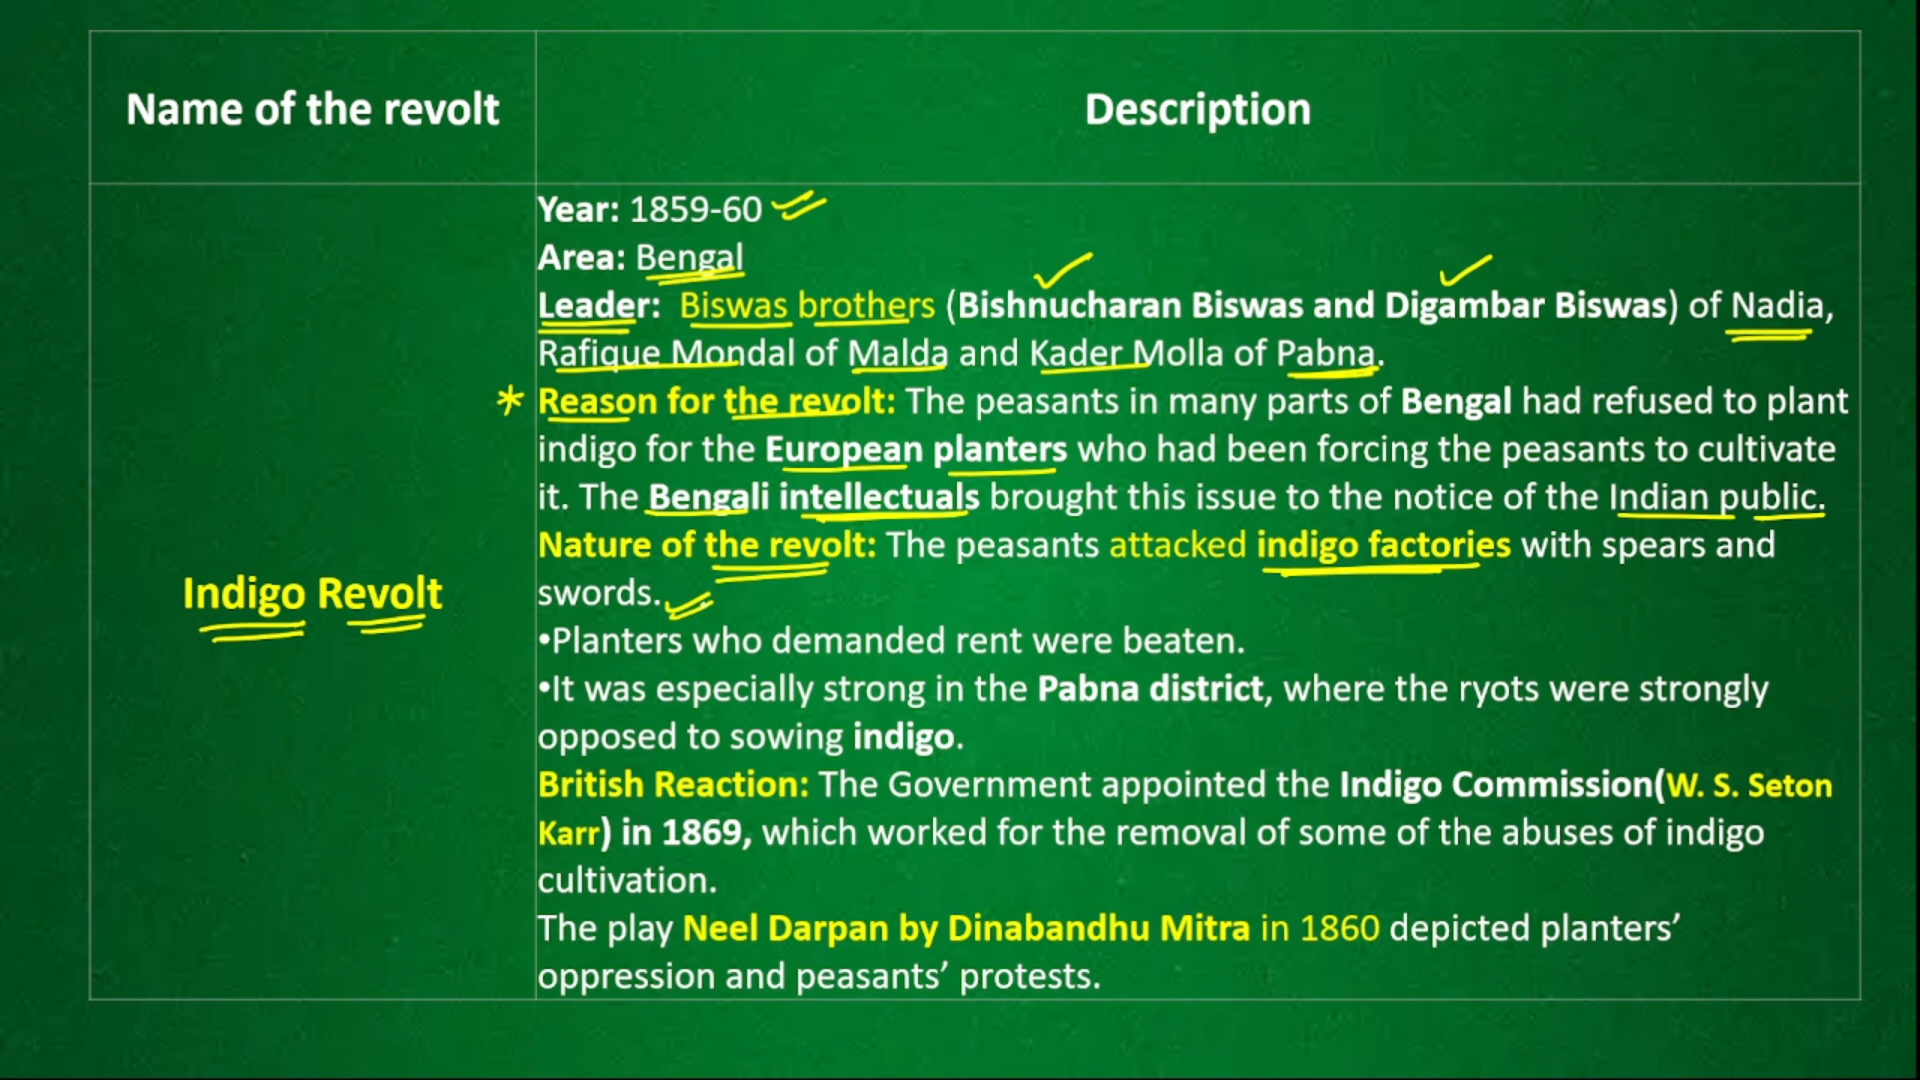 Name of the revolt
Description
Year: 1859-60
Area: Bengal
Leader: Biswas brothers (Bishnucharan Biswas and Digambar Biswas) of Nadia,
Rafique Mondal of Malda and Kader Molla of Pabna.
* Reason for the revolt: The peasants in many parts of Bengal had refused to plant
indigo for the European planters who had been forcing the peasants to cultivate
it. The Bengali intellectuals brought this issue to the notice of the Indian public.
Nature of the revolt: The peasants attacked indigo factories with spears and
swords.
•Planters who demanded rent were beaten.
•It was especially strong in the Pabna district, where the ryots were strongly
opposed to sowing indigo.
British Reaction: The Government appointed the Indigo Commission(W. S. Seton
Karr) in 1869, which worked for the removal of some of the abuses of indigo
cultivation.
The play Neel Darpan by Dinabandhu Mitra in 1860 depicted planters’
oppression and peasants’ protests.
Indigo Revolt